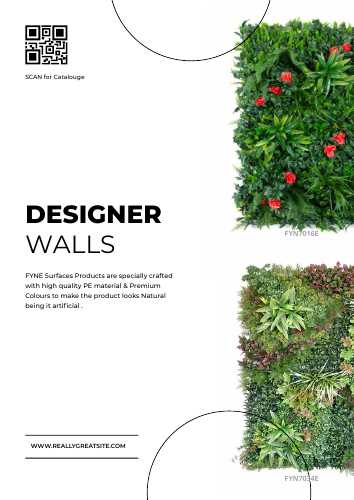 SCAN for Catalouge
FYN7016E
DESIGNER
WALLS
FYNE Surfaces Products are specially crafted
with high quality PE material & Premium
Colours to make the product looks Natural
being it artificial .
WWW.REALLYGREATSITE.COM
FYN7034E